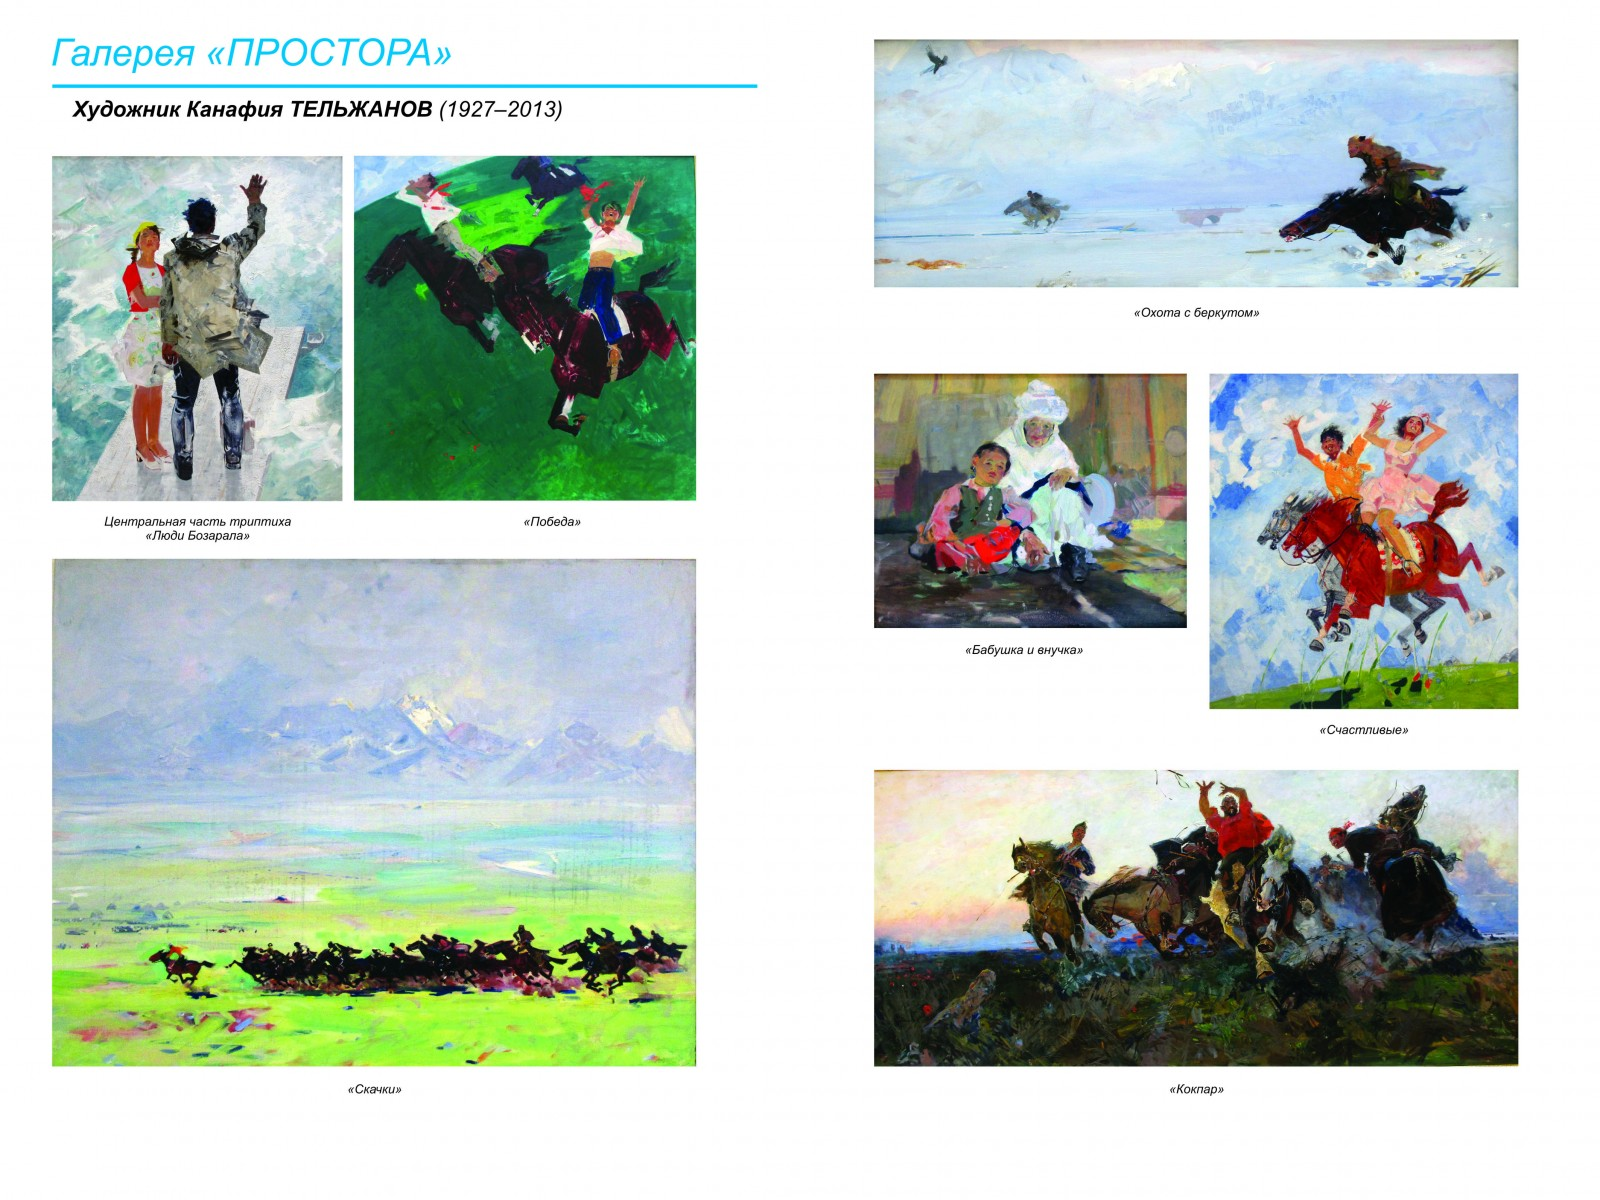 Галерея «ПРОСТОРА»
Художник Канафия ТЕЛЬЖАНОВ (1927–2013)
Центральная часть триптиха
«Люди Бозарала»
«Победа»
«Скачки»
«Охота с беркутом»
«Бабушка и внучка»
«Счастливые»
«Кокпар»